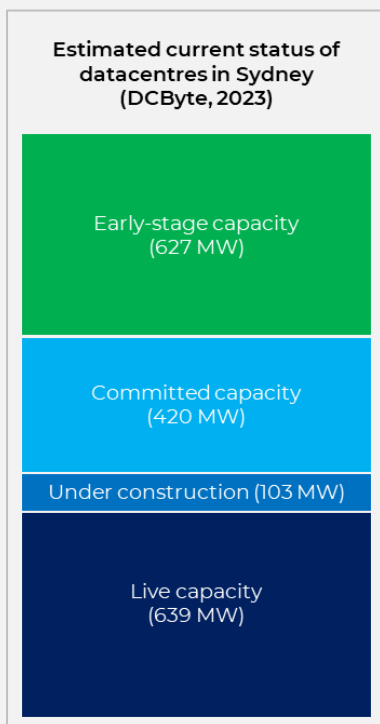 Estimated current status of
datacentres in Sydney
(DCByte, 2023)
Early-stage capacity
(627 MW)
Committed capacity
(420 MW)
Under construction (103 MW)
Live capacity
(639 MW)